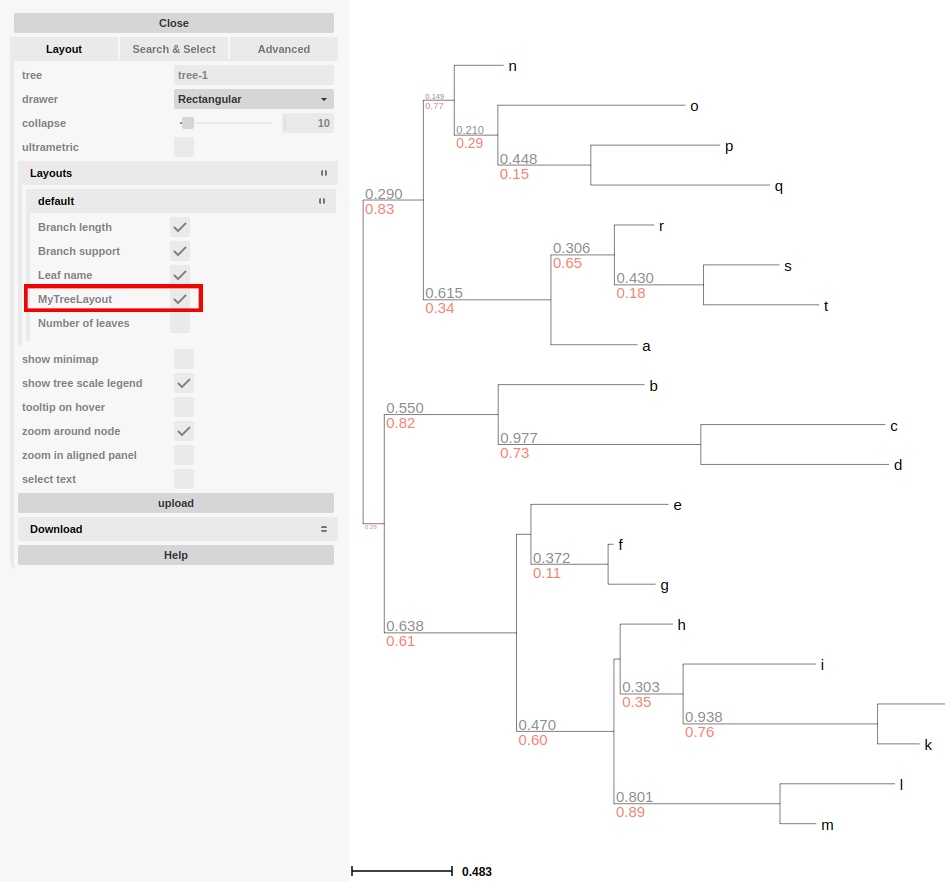 Close
Layout Search & Select Advanced
tree tree-1
drawer Rectangular
collapse 10
ultrametric
Layouts
default
Branch length
Branch support
Leaf name
MyTreeLayout
Number of leaves
show minimap
show tree scale legend
tooltip on hover
zoom around node
zoom in aligned panel
select text
upload
Download
Help
n
0.149
0.77
o
0.210
0.29
p
0.448
0.15
q
0.290
0.83
r
0.306
0.65
s
0.430
0.18
t
0.615
0.34
a
b
0.550
0.82
c
0.977
0.73
d
e
0.28
f
0.372
0.11
g
h
0.638
0.61
i
0.303
0.35
0.938
0.76
0.470
0.60
k
l
0.801
0.89
m
0.483